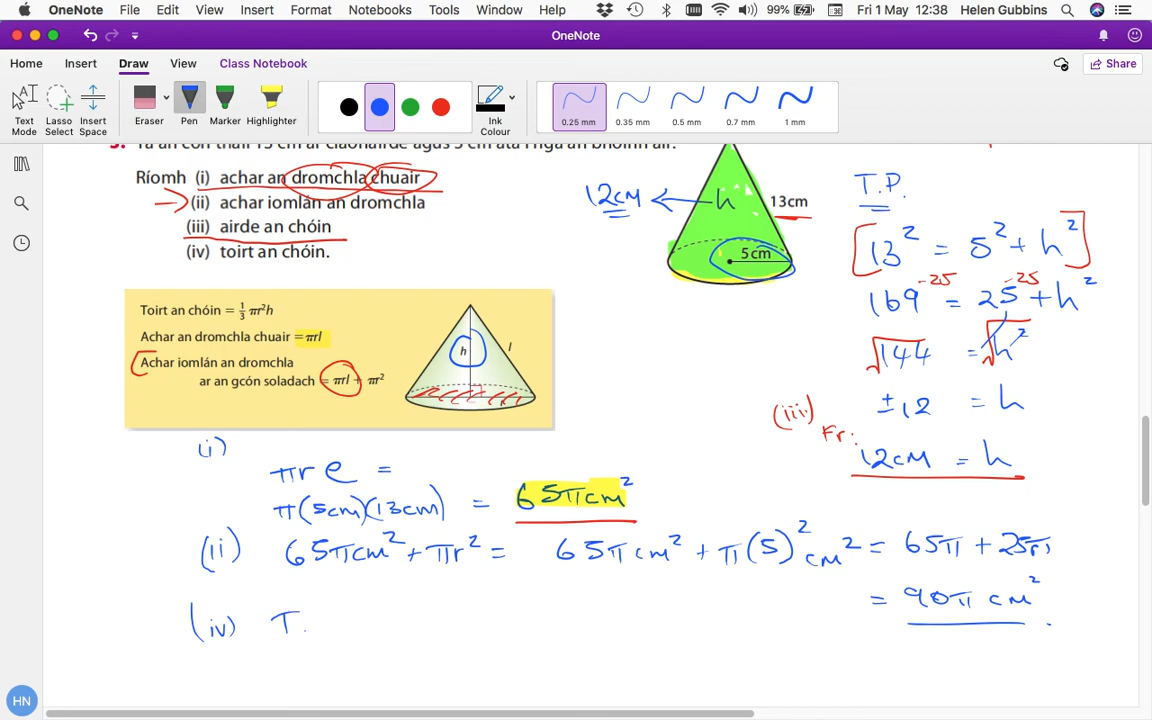 OneNote File Edit View Insert Format Notebooks Tools Window Help 99% Fri 1 May 12:38 Helen Gubbins
OneNote
Home Insert Draw View Class Notebook Share
Text Mode
Lasso Select
Insert Space
Eraser
Pen
Marker
Highlighter
Ink Colour
0.25 mm
0.35 mm
0.5 mm
0.7 mm
1 mm
Ríomh (i) achar an dromchla chuair
(ii) achar iomlán an dromchla
(iii) airde an chóin
(iv) toirt an chóin.
12cm
h
13cm
5cm
T.P.
[13² = 5² + h²]
169 -25 = 25 -25 + h²
√144 = √h²
±12 = h
(iii) Fr: 12cm = h
Toirt an chóin = 1/3 πr²h
Achar an dromchla chuair = πrl
Achar iomlán an dromchla
ar an gcón soladach = πrl + πr²
h
l
(i)
πrl =
π(5cm)(13cm) = 65πcm²
(ii) 65πcm² + πr² = 65πcm² + π(5)²cm² = 65π + 25π
= 90π cm²
(iv) T.
HN